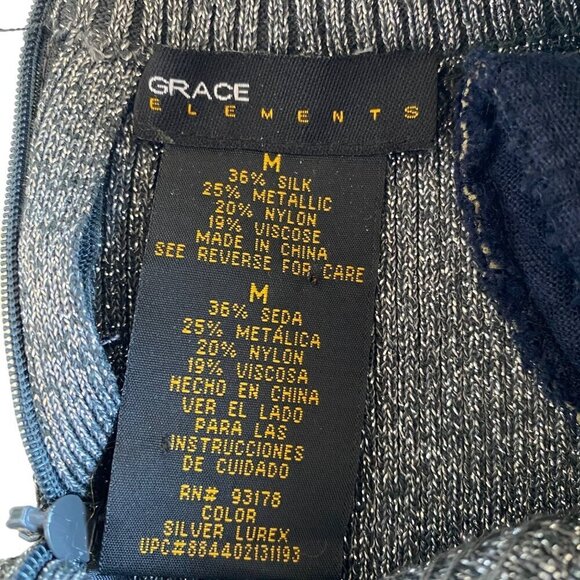 GRACE
ELEMENTS
M
36% SILK
25% METALLIC
20% NYLON
19% VISCOSE
MADE IN CHINA
SEE REVERSE FOR CARE
M
36% SEDA
25% METÁLICA
20% NYLON
19% VISCOSA
HECHO EN CHINA
VER EL LADO
PARA LAS
INSTRUCCIONES
DE CUIDADO
RN# 93178
COLOR
SILVER LUREX
UPC#884402131193